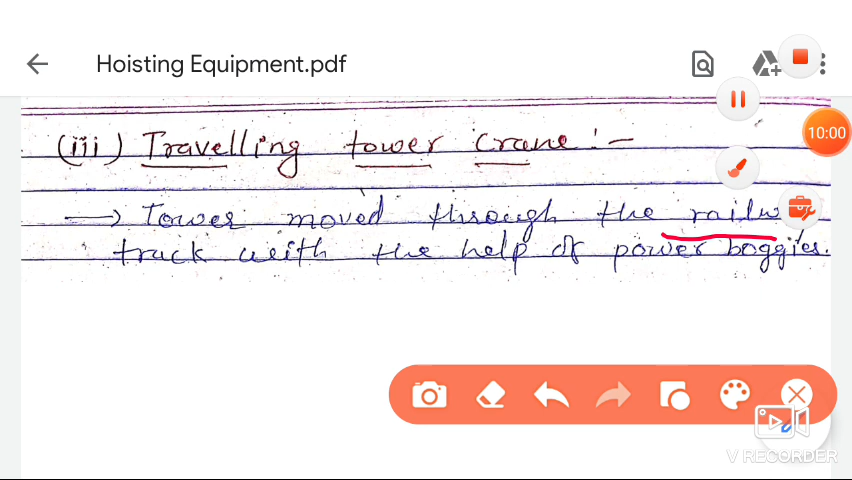 Hoisting Equipment.pdf
10:00
(iii) Travelling tower crane:-
→ Tower moved through the railw
track with the help of power boggies.
V RECORDER